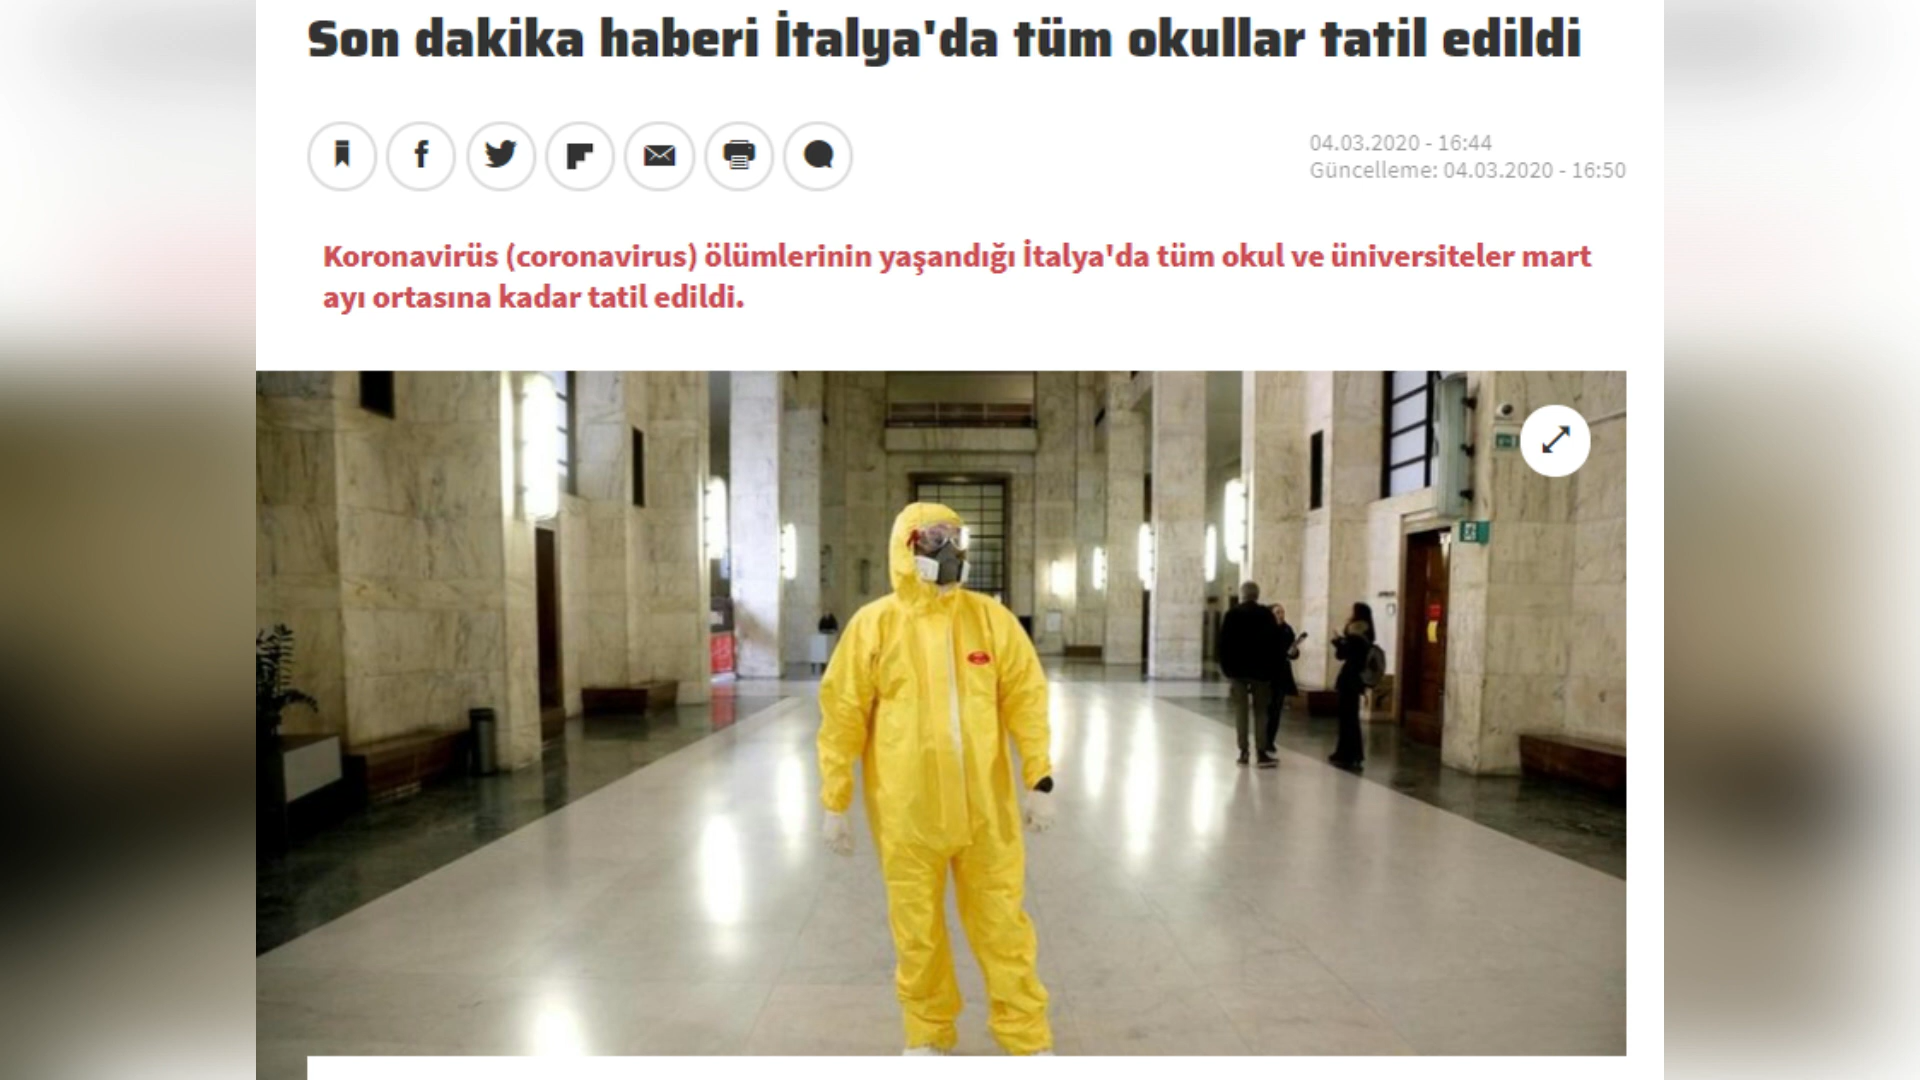 Son dakika haberi İtalya'da tüm okullar tatil edildi
04.03.2020 - 16:44
Güncelleme: 04.03.2020 - 16:50
Koronavirüs (coronavirus) ölümlerinin yaşandığı İtalya'da tüm okul ve üniversiteler mart
ayı ortasına kadar tatil edildi.